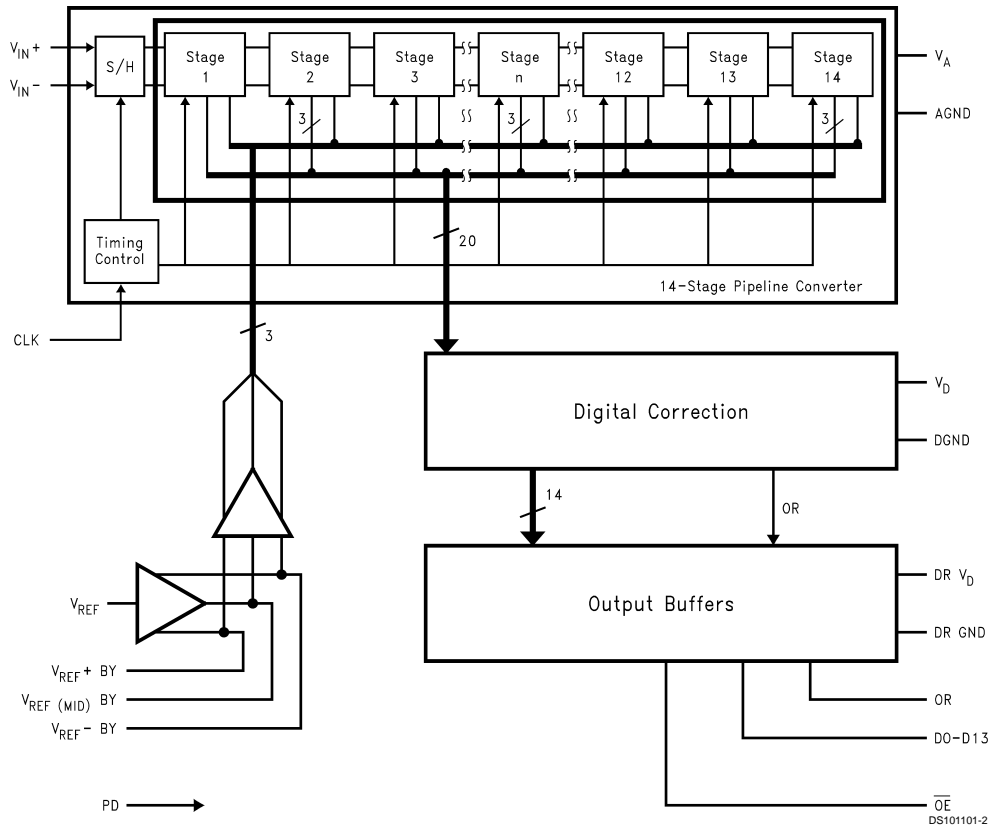 VIN+
VIN-
S/H
Stage 1
Stage 2
Stage 3
Stage n
Stage 12
Stage 13
Stage 14
VA
AGND
3
3
3
20
Timing
Control
14-Stage Pipeline Converter
CLK
3
Digital Correction
VD
DGND
14
OR
Output Buffers
DR VD
DR GND
VREF
VREF+ BY
VREF (MID) BY
VREF- BY
OR
DO-D13
PD
OE
DS101101-2